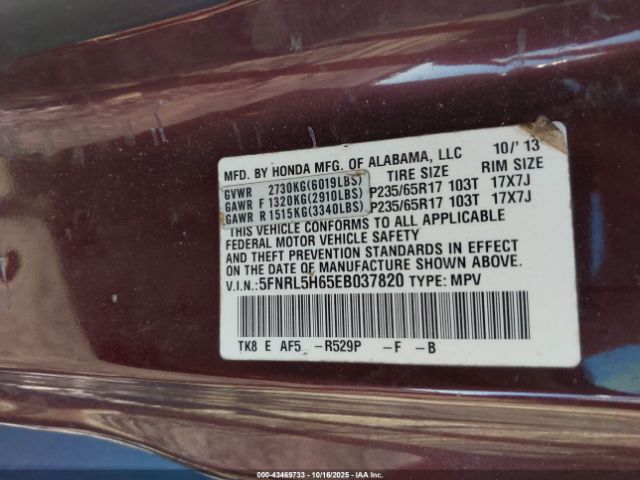 MFD. BY HONDA MFG. OF ALABAMA, LLC 10/' 13
TIRE SIZE RIM SIZE
GVWR 2730KG(6019LBS)
GAWR F 1320KG(2910LBS) P235/65R17 103T 17X7J
GAWR R 1515KG(3340LBS) P235/65R17 103T 17X7J
THIS VEHICLE CONFORMS TO ALL APPLICABLE
FEDERAL MOTOR VEHICLE SAFETY
AND THEFT PREVENTION STANDARDS IN EFFECT
ON THE DATE OF MANUFACTURE SHOWN ABOVE.
V.I.N.:5FNRL5H65EB037820 TYPE: MPV
TK8 E AF5 -R529P -F -B
000-43469733 - 10/16/2025 - IAAI.COM